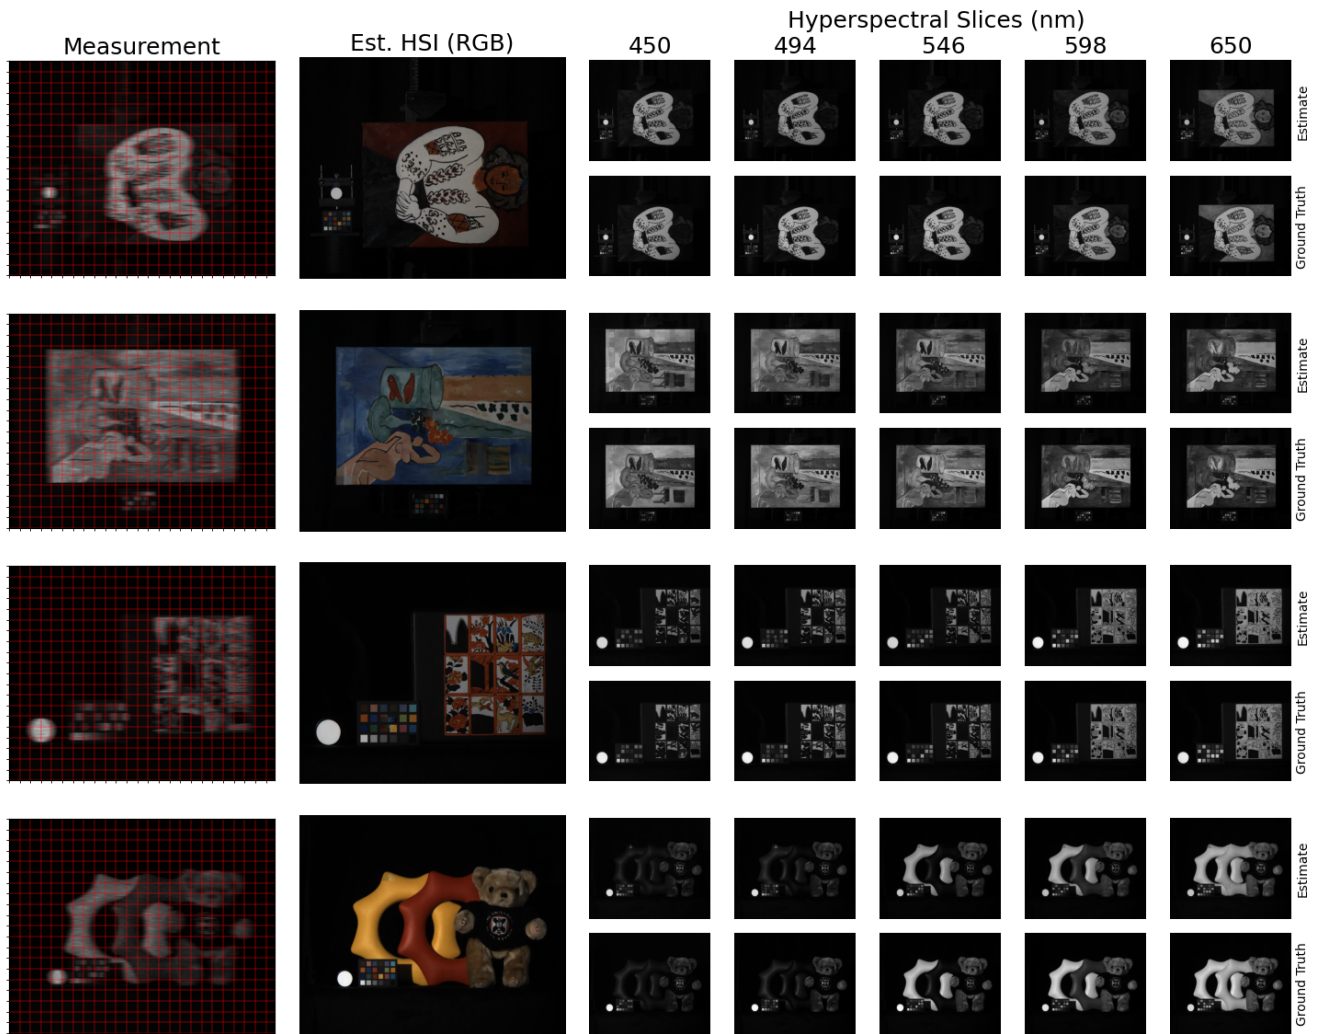 Hyperspectral Slices (nm)
Measurement
Est. HSI (RGB)
450
494
546
598
650
Estimate
Ground Truth
Estimate
Ground Truth
Estimate
Ground Truth
Estimate
Ground Truth